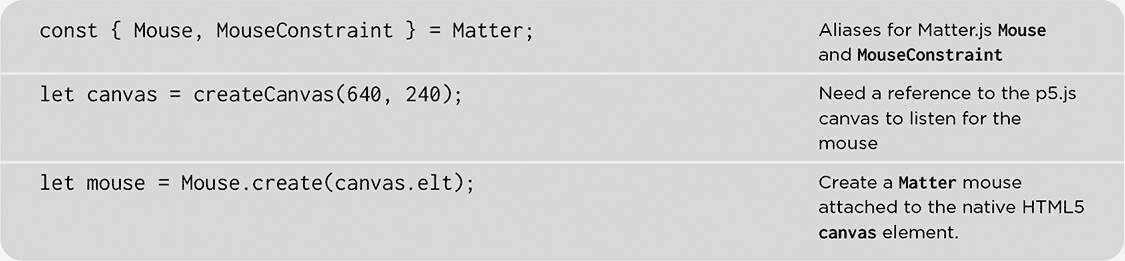 const { Mouse, MouseConstraint } = Matter;
Aliases for Matter.js Mouse
and MouseConstraint
let canvas = createCanvas(640, 240);
Need a reference to the p5.js
canvas to listen for the
mouse
let mouse = Mouse.create(canvas.elt);
Create a Matter mouse
attached to the native HTML5
canvas element.